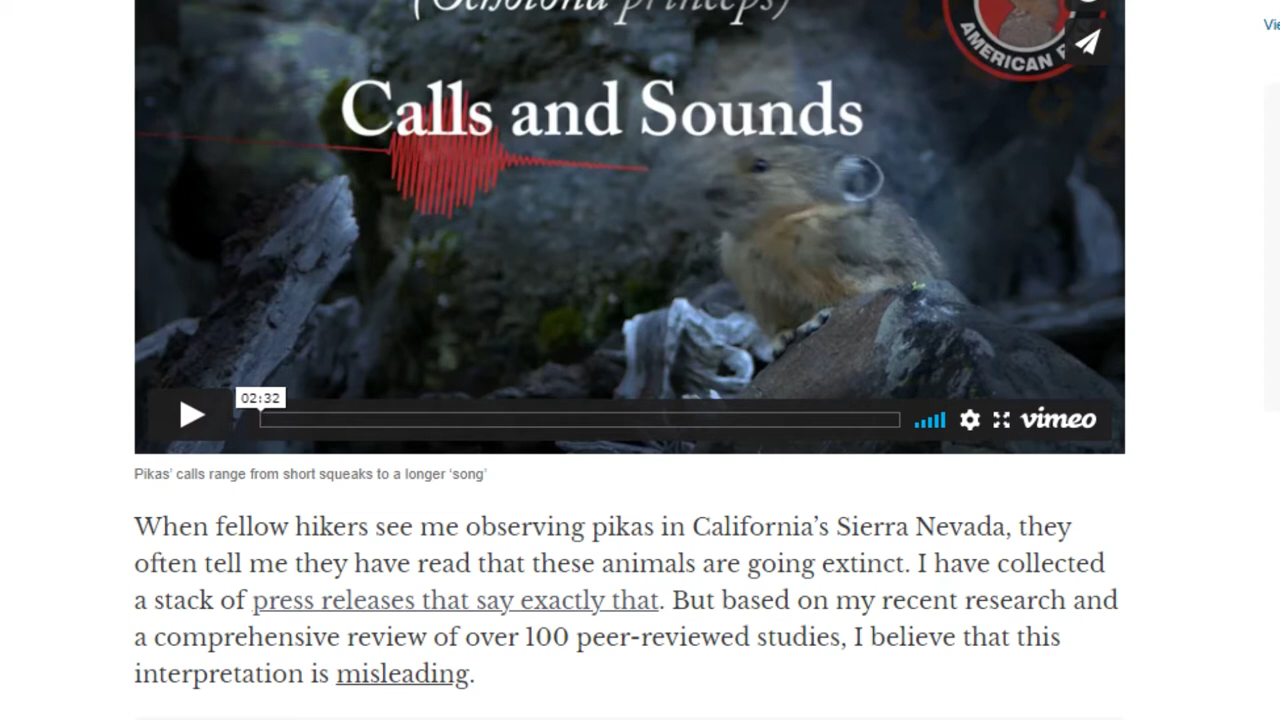 (Ochotona princeps)
AMERICAN
Calls and Sounds
02:32
vimeo
Pikas’ calls range from short squeaks to a longer ‘song’
When fellow hikers see me observing pikas in California’s Sierra Nevada, they
often tell me they have read that these animals are going extinct. I have collected
a stack of press releases that say exactly that. But based on my recent research and
a comprehensive review of over 100 peer-reviewed studies, I believe that this
interpretation is misleading.